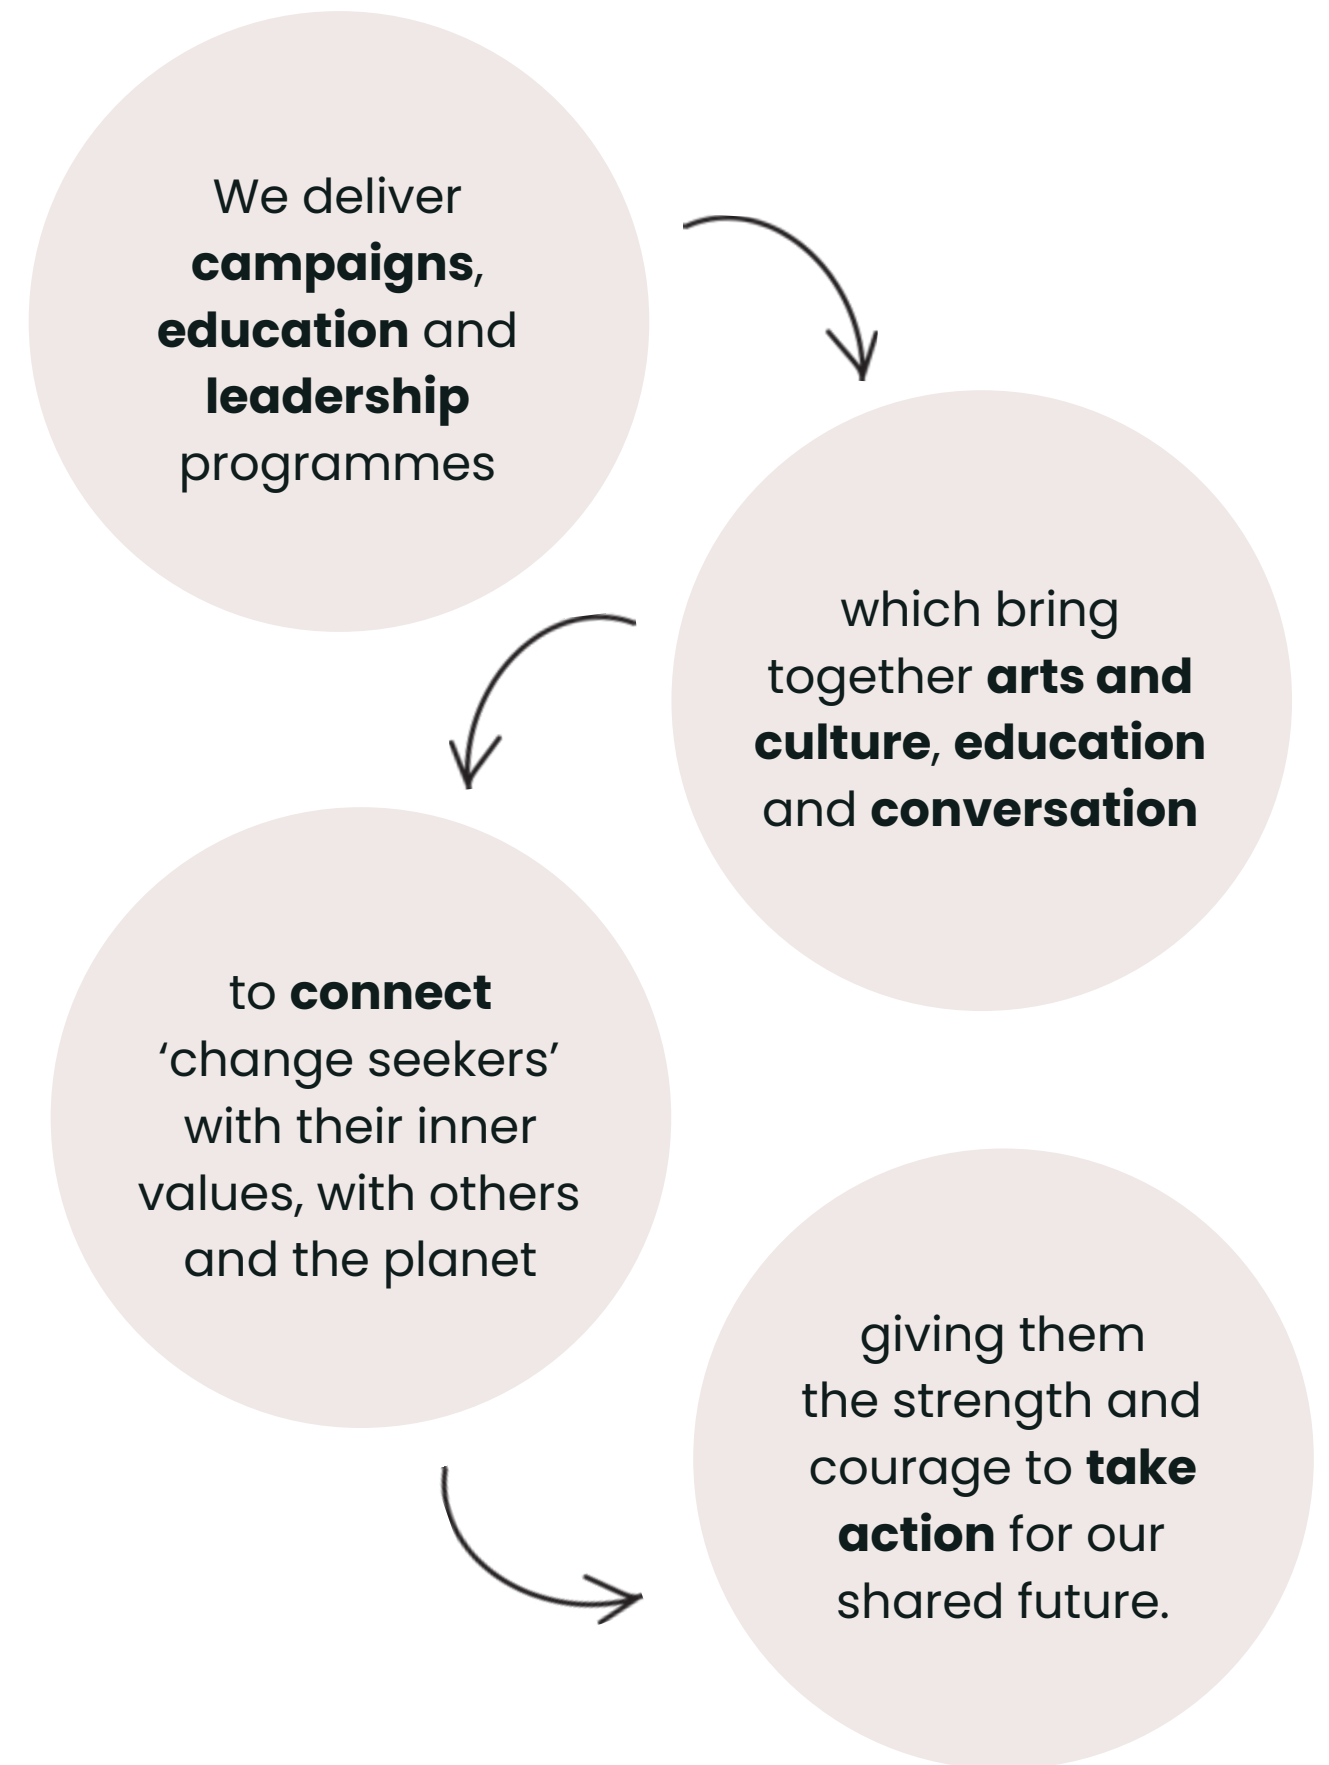 We deliver
campaigns,
education and
leadership
programmes
which bring
together arts and
culture, education
and conversation
to connect
‘change seekers’
with their inner
values, with others
and the planet
giving them
the strength and
courage to take
action for our
shared future.